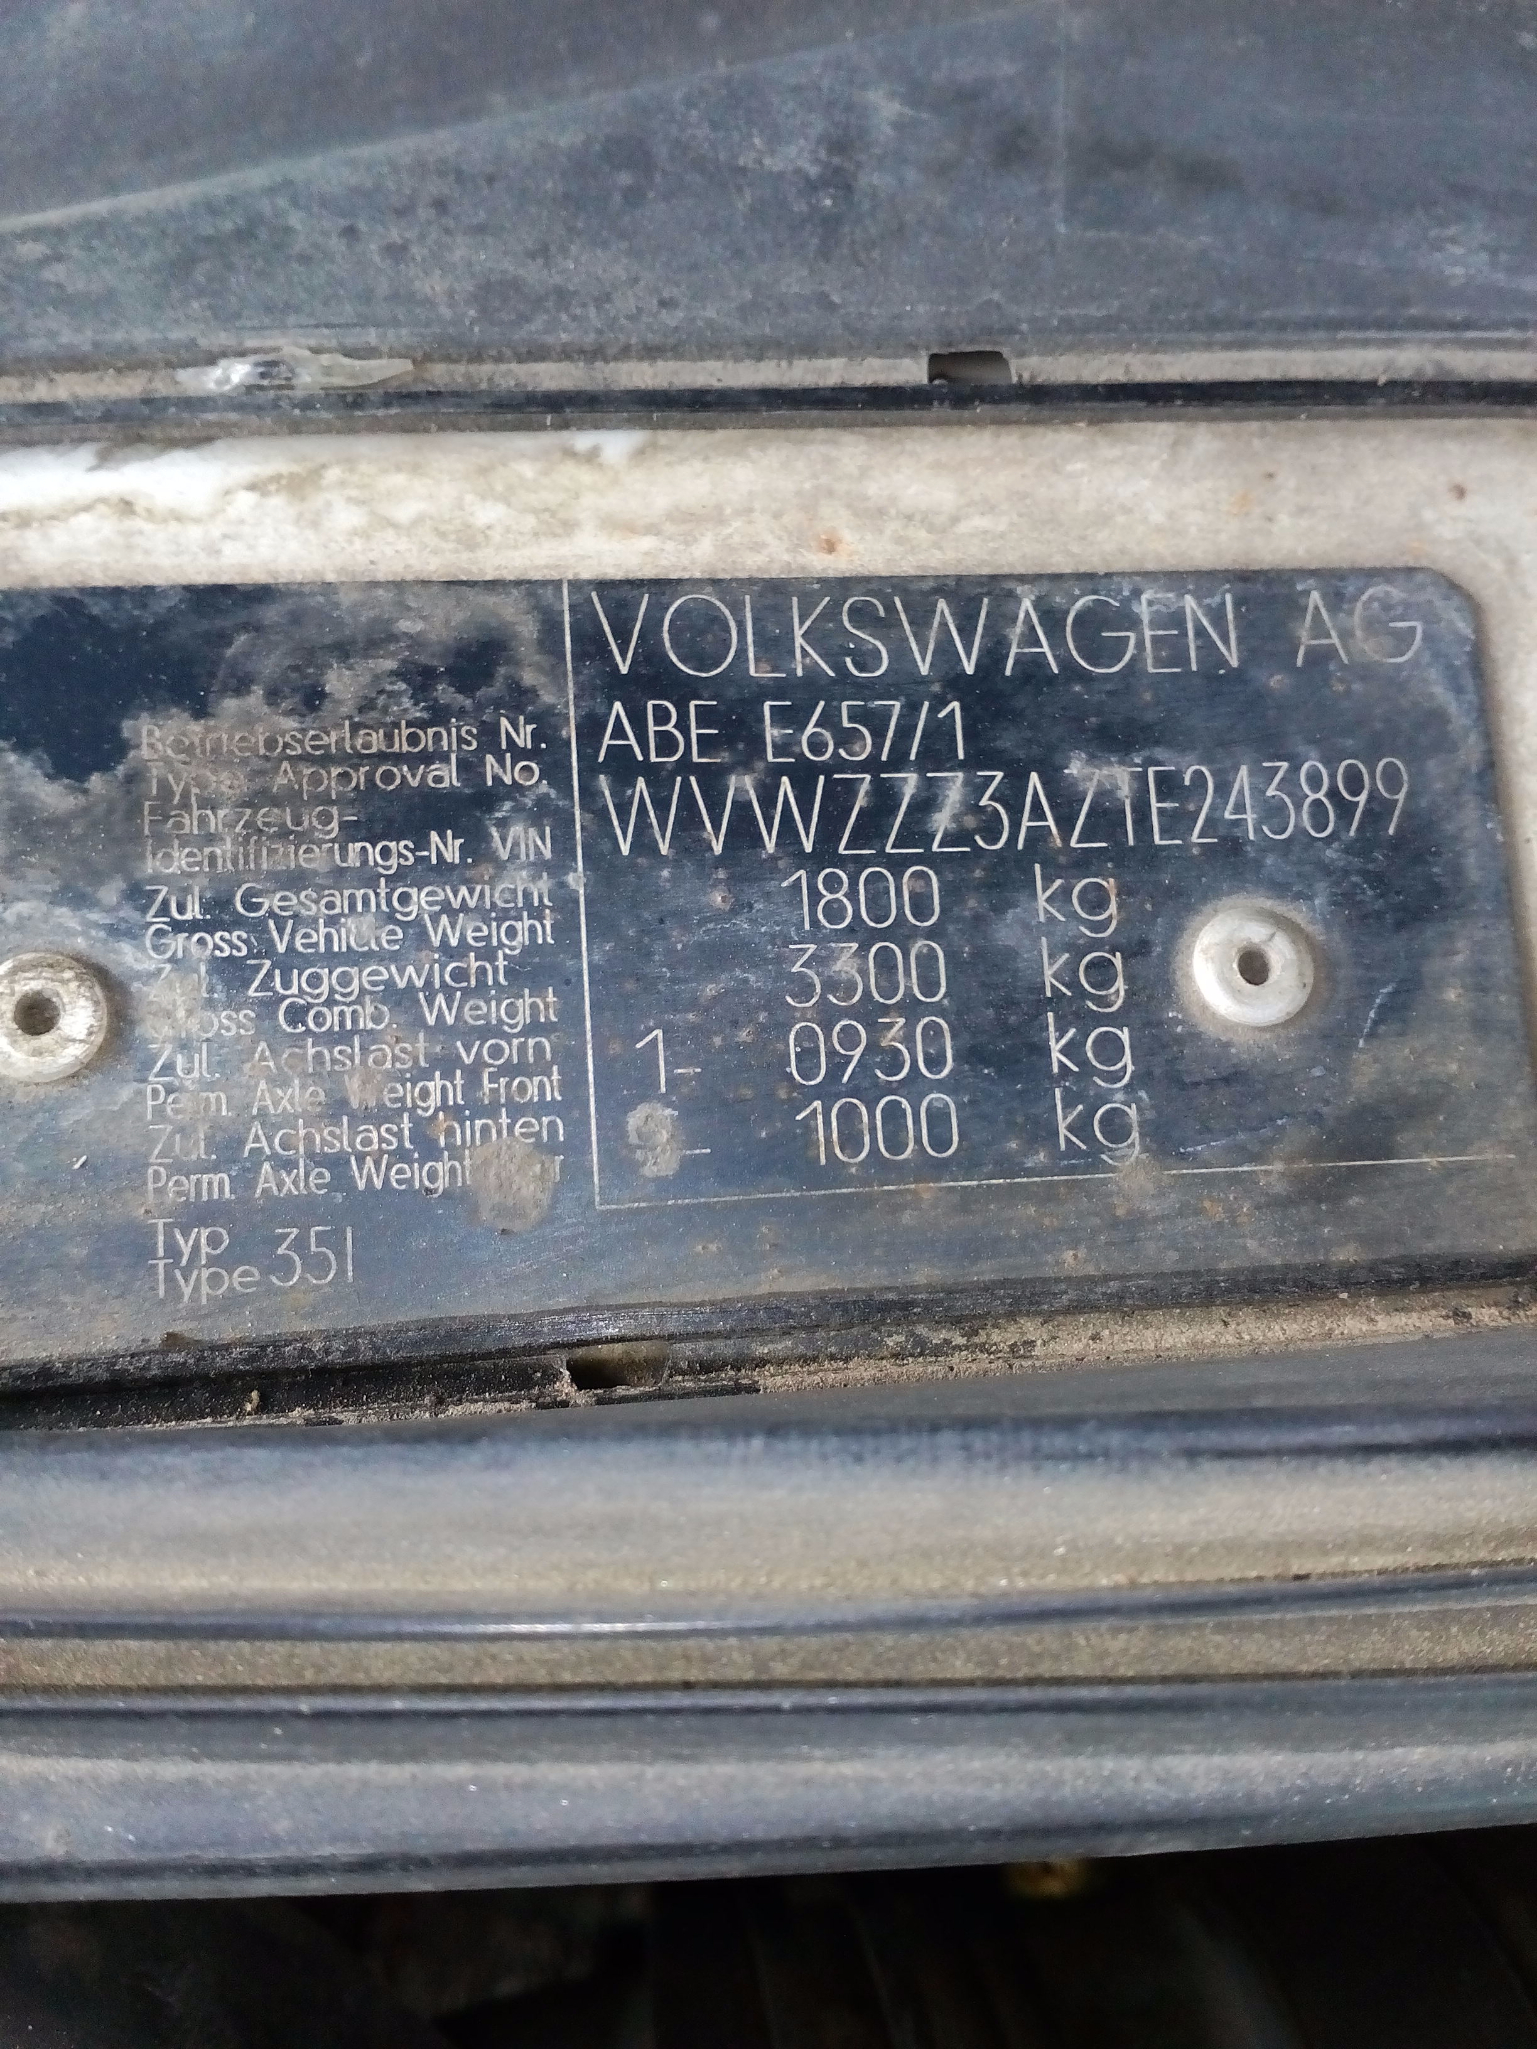 VOLKSWAGEN AG
Betriebserlaubnis Nr.
Type Approval No.
ABE E657/1
Fahrzeug-
Identifizierungs-Nr. VIN
WVWZZZ3AZTE243899
Zul. Gesamtgewicht
Gross Vehicle Weight
1800 kg
Zul. Zuggewicht
Gross Comb. Weight
3300 kg
Zul. Achslast vorn
Perm. Axle Weight Front
1- 0930 kg
Zul. Achslast hinten
Perm. Axle Weight
- 1000 kg
Typ
Type 35I